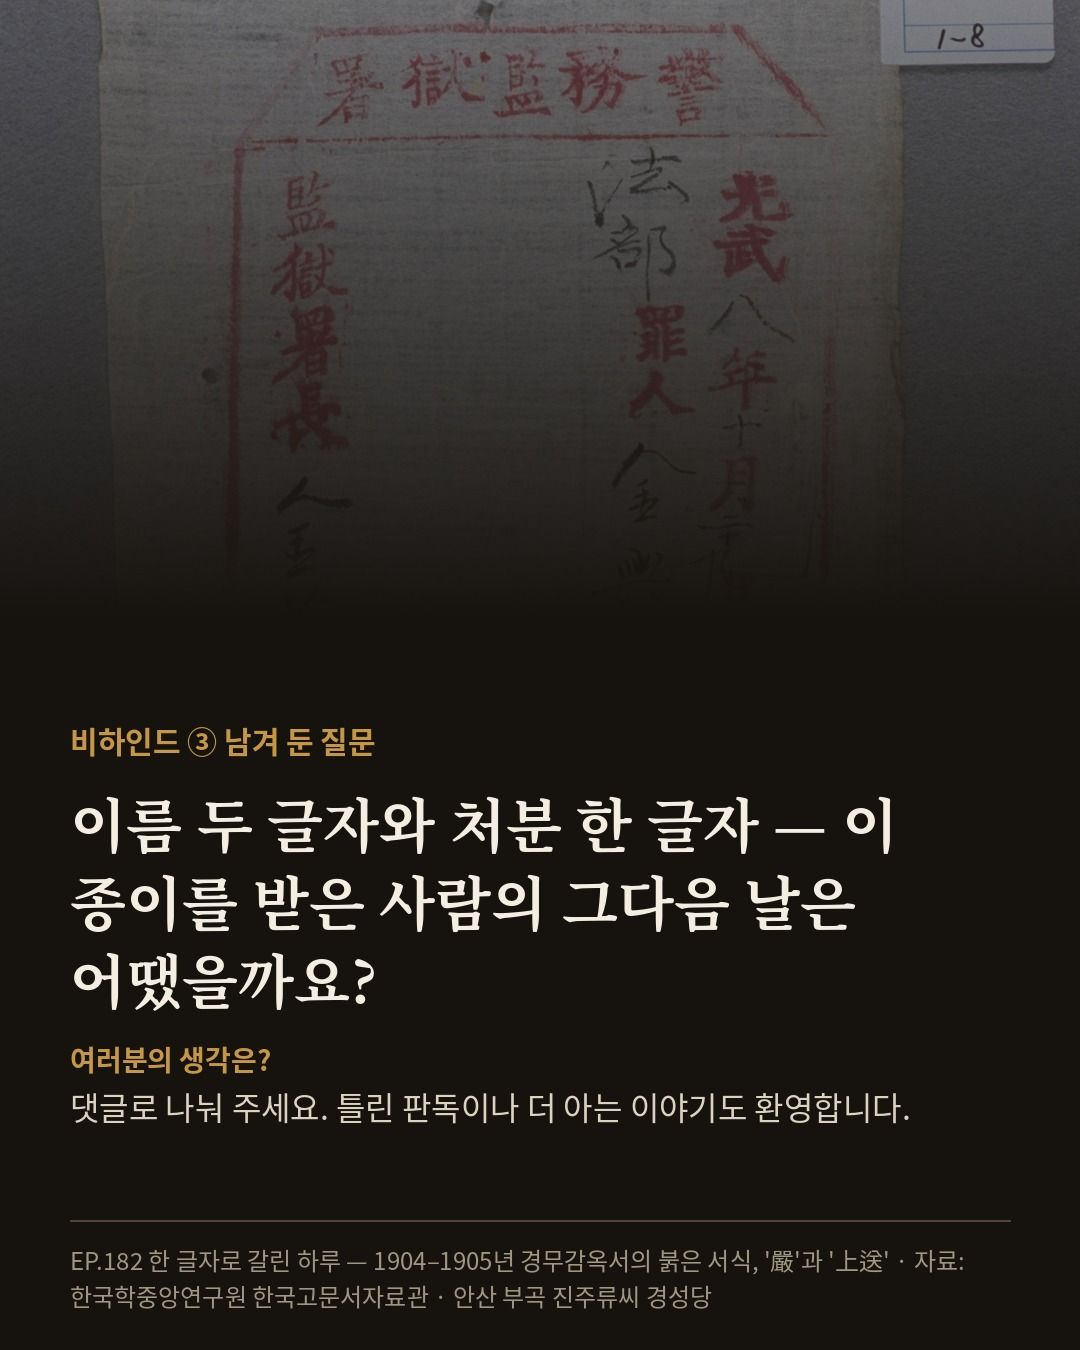 1~8
警務監獄署
光武八年十月二十
法部罪人金興
監獄署長人金
비하인드 ③ 남겨 둔 질문
이름 두 글자와 처분 한 글자 — 이
종이를 받은 사람의 그다음 날은
어땠을까요?
여러분의 생각은?
댓글로 나눠 주세요. 틀린 판독이나 더 아는 이야기도 환영합니다.
EP.182 한 글자로 갈린 하루 — 1904–1905년 경무감옥서의 붉은 서식, '嚴'과 '上送' · 자료:
한국학중앙연구원 한국고문서자료관 · 안산 부곡 진주류씨 경성당